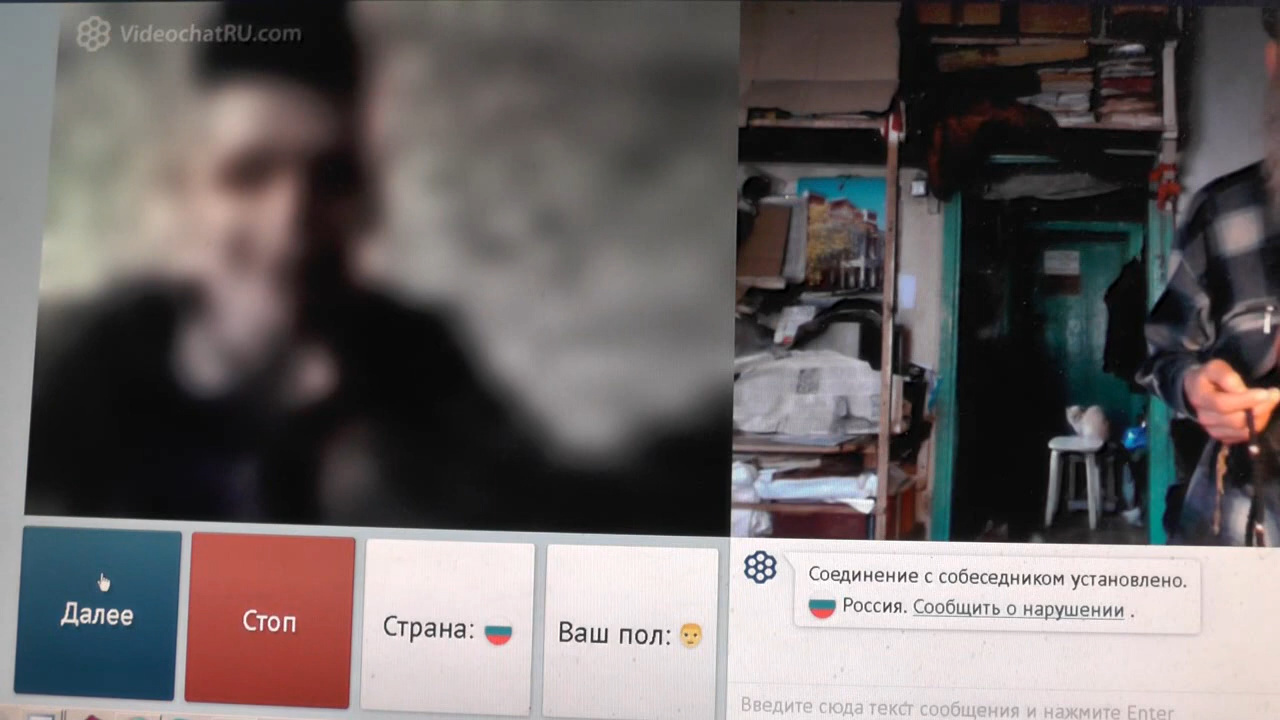 VideochatRU.com
Далее
Стоп
Страна:
Ваш пол:
Соединение с собеседником установлено.
Россия. Сообщить о нарушении .
Введите сюда текст сообщения и нажмите Enter